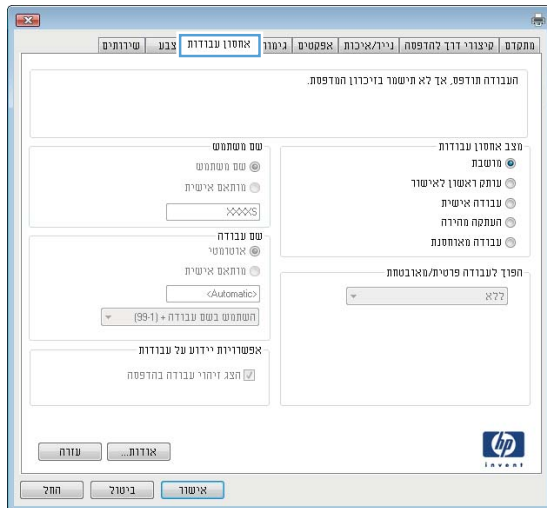 מתקדם
קיצורי דרך להדפסה
נייר/איכות
אפקטים
גימור
אחסון עבודות
צבע
שירותים
העבודה תודפס, אך לא תישמר בזיכרון המדפסת.
מצב אחסון עבודות
מושבת
עותק ראשון לאישור
עבודה אישית
העתקה מהירה
עבודה מאוחסנת
הפוך לעבודה פרטית/מאובטחת
ללא
שם משתמש
שם משתמש
מותאם אישית
XXXXS
שם עבודה
אוטומטי
מותאם אישית
<Automatic>
השתמש בשם עבודה + (99-1)
אפשרויות יידוע על עבודות
הצג זיהוי עבודה בהדפסה
hp
invent
אודות...
עזרה
אישור
ביטול
החל